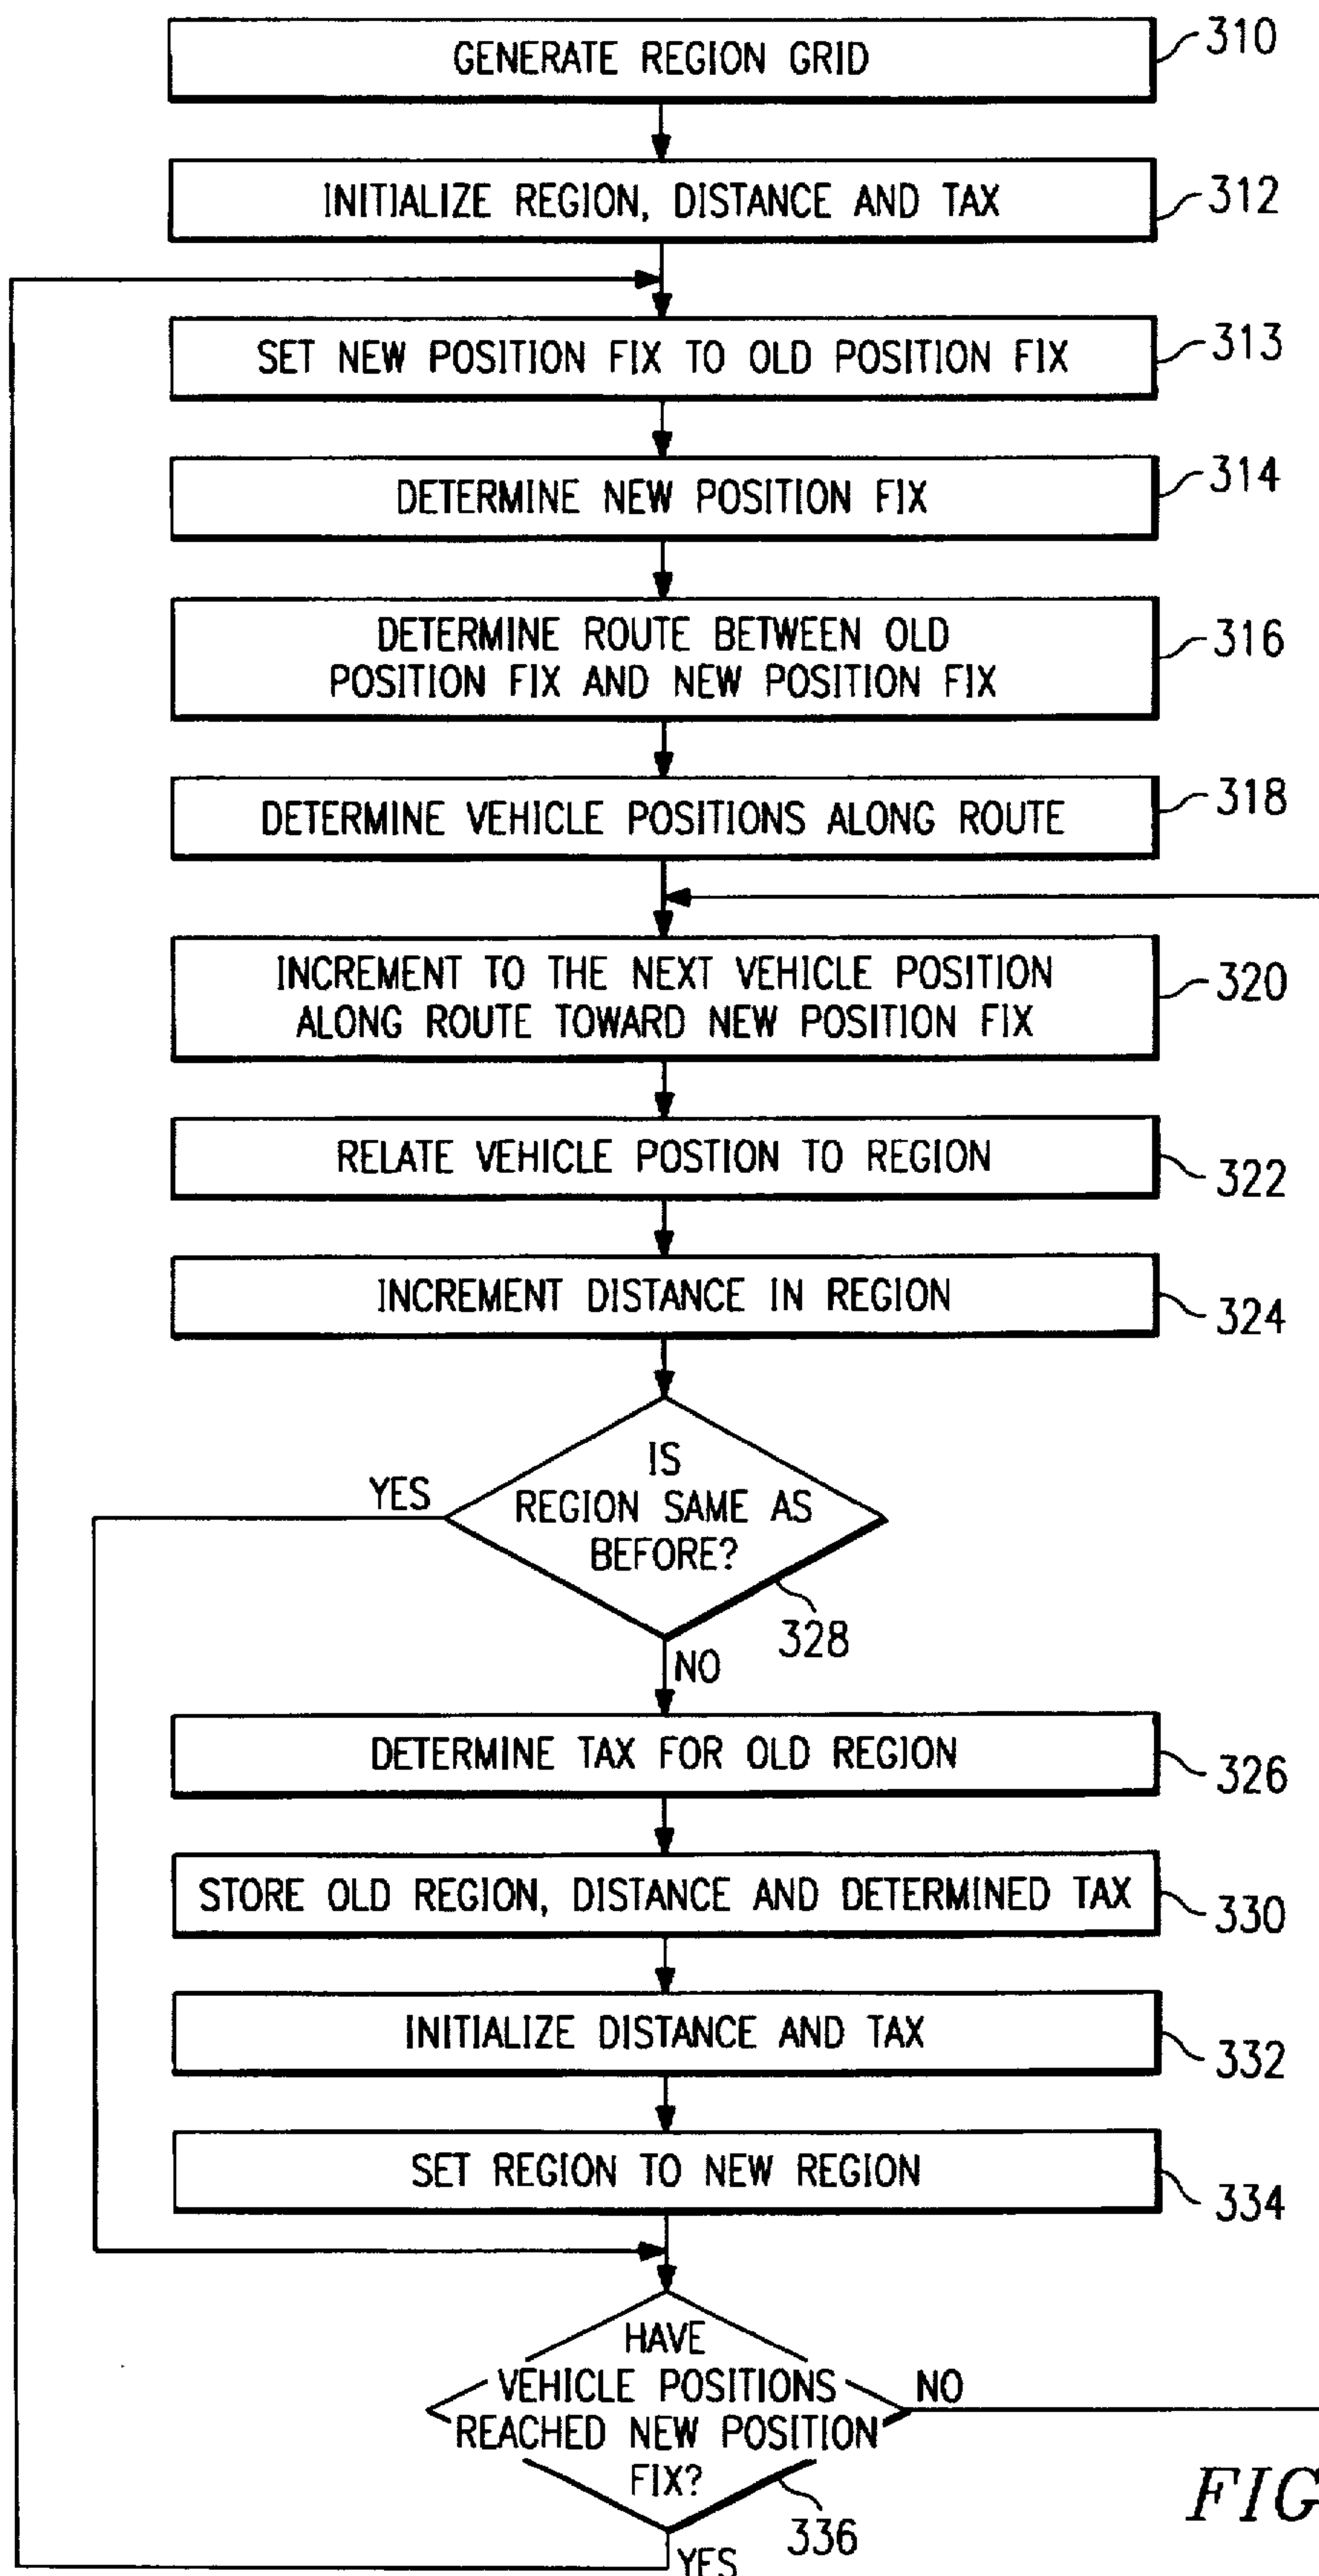 GENERATE REGION GRID
310
INITIALIZE REGION, DISTANCE AND TAX
312
SET NEW POSITION FIX TO OLD POSITION FIX
313
DETERMINE NEW POSITION FIX
314
DETERMINE ROUTE BETWEEN OLD
POSITION FIX AND NEW POSITION FIX
316
DETERMINE VEHICLE POSITIONS ALONG ROUTE
318
INCREMENT TO THE NEXT VEHICLE POSITION
ALONG ROUTE TOWARD NEW POSITION FIX
320
RELATE VEHICLE POSTION TO REGION
322
INCREMENT DISTANCE IN REGION
324
IS
REGION SAME AS
BEFORE?
YES
328
NO
DETERMINE TAX FOR OLD REGION
326
STORE OLD REGION, DISTANCE AND DETERMINED TAX
330
INITIALIZE DISTANCE AND TAX
332
SET REGION TO NEW REGION
334
HAVE
VEHICLE POSITIONS
REACHED NEW POSITION
FIX?
NO
336
YES
FIG